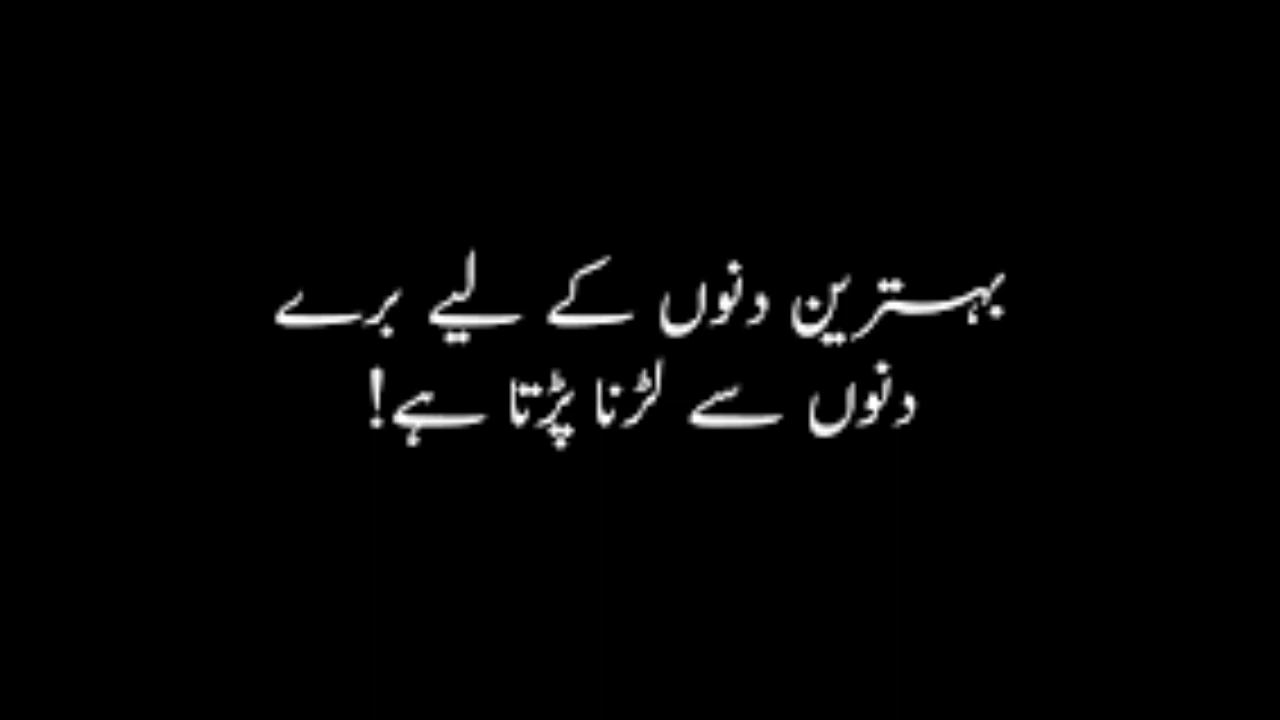 بہترین دنوں کے لیے برے
دنوں سے لڑنا پڑتا ہے!